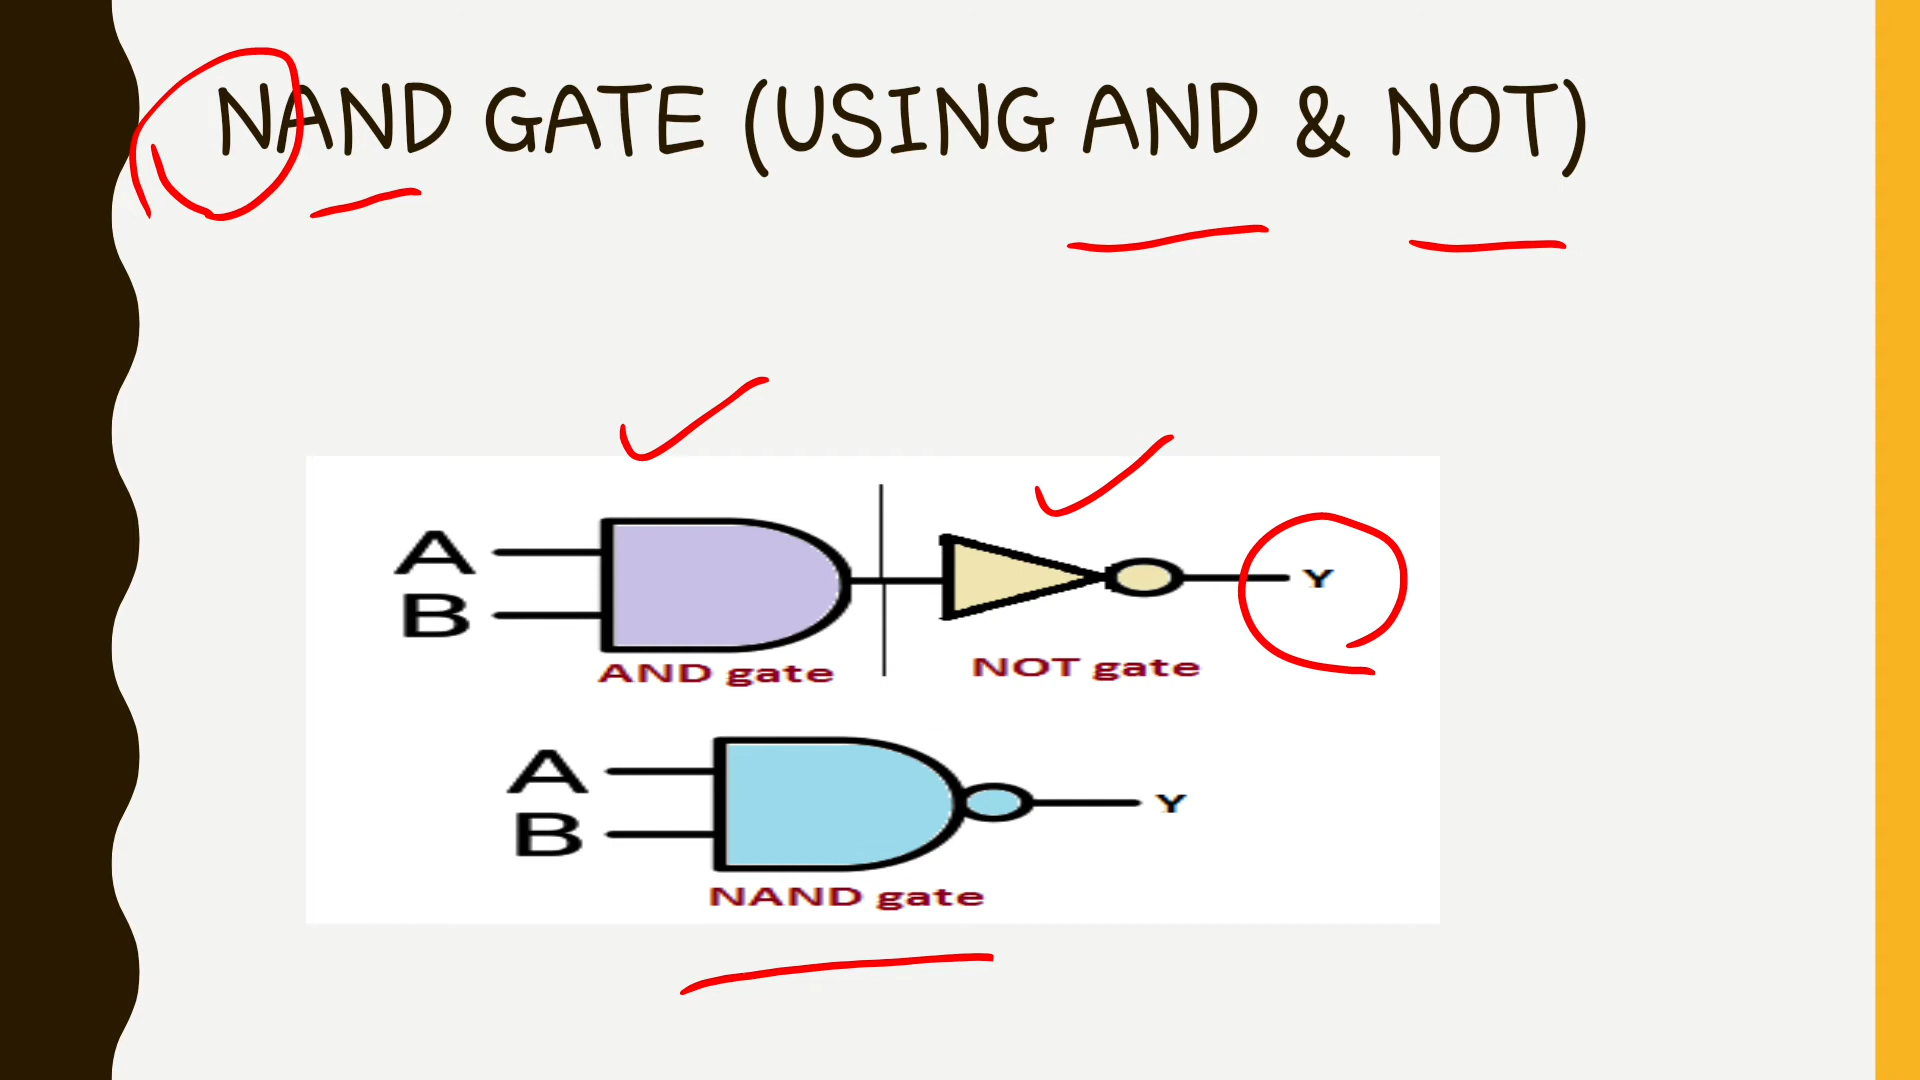 NAND GATE (USING AND & NOT)
A
B
Y
AND gate
NOT gate
A
B
Y
NAND gate